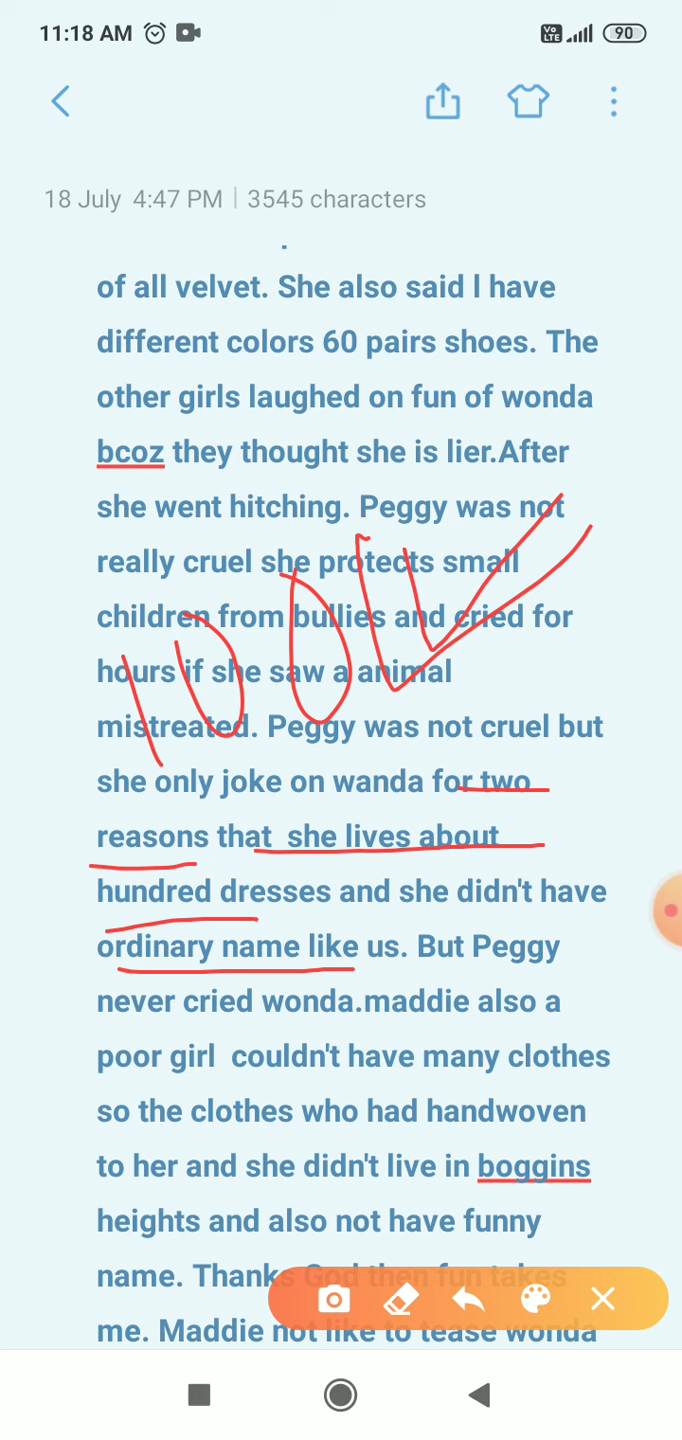 11:18 AM
Vo LTE
90
18 July 4:47 PM | 3545 characters
of all velvet. She also said I have
different colors 60 pairs shoes. The
other girls laughed on fun of wonda
bcoz they thought she is lier.After
she went hitching. Peggy was not
really cruel she protects small
children from bullies and cried for
hours if she saw a animal
mistreated. Peggy was not cruel but
she only joke on wanda for two
reasons that  she lives about
hundred dresses and she didn't have
ordinary name like us. But Peggy
never cried wonda.maddie also a
poor girl  couldn't have many clothes
so the clothes who had handwoven
to her and she didn't live in boggins
heights and also not have funny
name. Thanks God then fun takes
me. Maddie not like to tease wonda